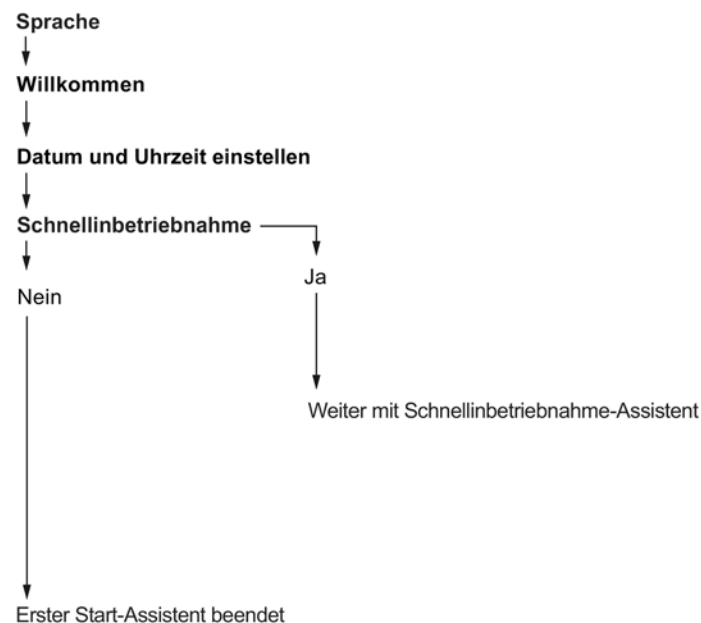 Sprache
Willkommen
Datum und Uhrzeit einstellen
Schnellinbetriebnahme
Ja
Nein
Weiter mit Schnellinbetriebnahme-Assistent
Erster Start-Assistent beendet